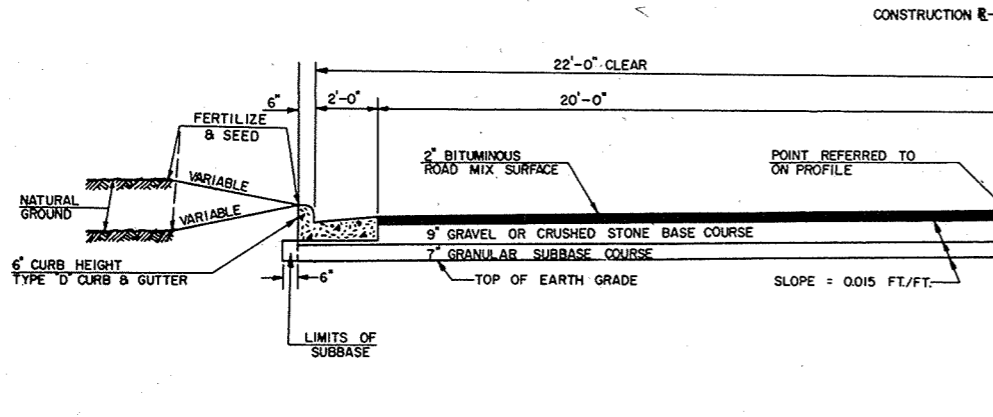 CONSTRUCTION ℞-
22'-0" CLEAR
6"
2'-0"
20'-0"
FERTILIZE
& SEED
2" BITUMINOUS
ROAD MIX SURFACE
POINT REFERRED TO
ON PROFILE
VARIABLE
NATURAL
GROUND
VARIABLE
9" GRAVEL OR CRUSHED STONE BASE COURSE
7" GRANULAR SUBBASE COURSE
6" CURB HEIGHT
TYPE "D" CURB & GUTTER
6"
TOP OF EARTH GRADE
SLOPE = 0.015 FT./FT.
LIMITS OF
SUBBASE